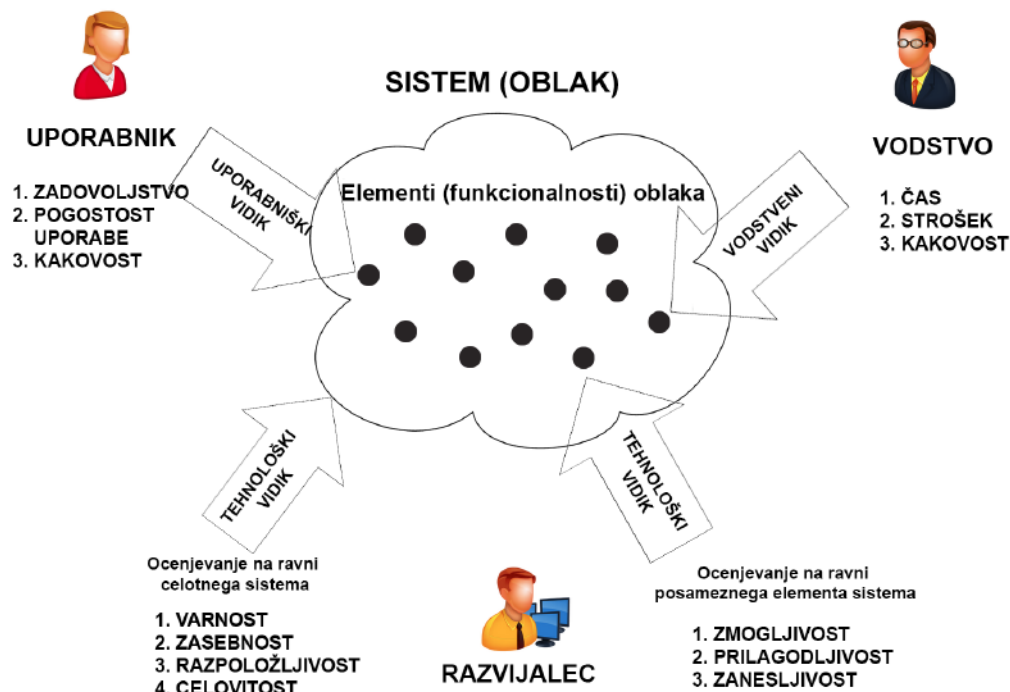 SISTEM (OBLAK)
UPORABNIK
1. ZADOVOLJSTVO
2. POGOSTOST
UPORABE
3. KAKOVOST
UPORABNIŠKI
VIDIK
Elementi (funkcionalnosti) oblaka
VODSTVENI
VIDIK
VODSTVO
1. ČAS
2. STROŠEK
3. KAKOVOST
TEHNOLOŠKI
VIDIK
Ocenjevanje na ravni
celotnega sistema
1. VARNOST
2. ZASEBNOST
3. RAZPOLOŽLJIVOST
4. CELOVITOST
RAZVIJALEC
TEHNOLOŠKI
VIDIK
Ocenjevanje na ravni
posameznega elementa sistema
1. ZMOGLJIVOST
2. PRILAGODLJIVOST
3. ZANESLJIVOST